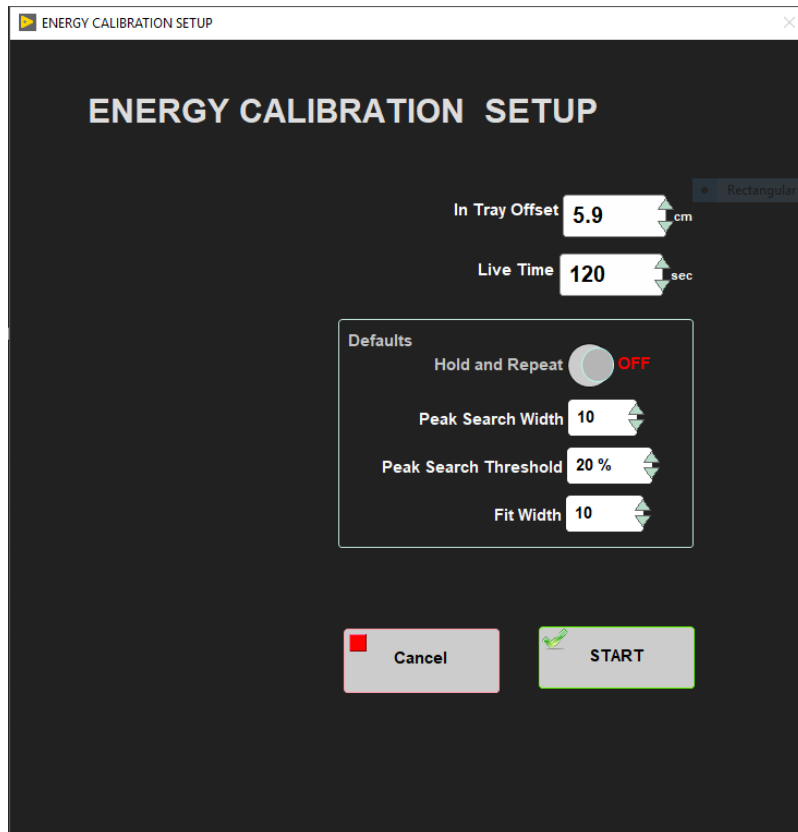 ENERGY CALIBRATION SETUP
ENERGY CALIBRATION SETUP
Rectangular
In Tray Offset 5.9 cm
Live Time 120 sec
Defaults
Hold and Repeat OFF
Peak Search Width 10
Peak Search Threshold 20 %
Fit Width 10
Cancel START